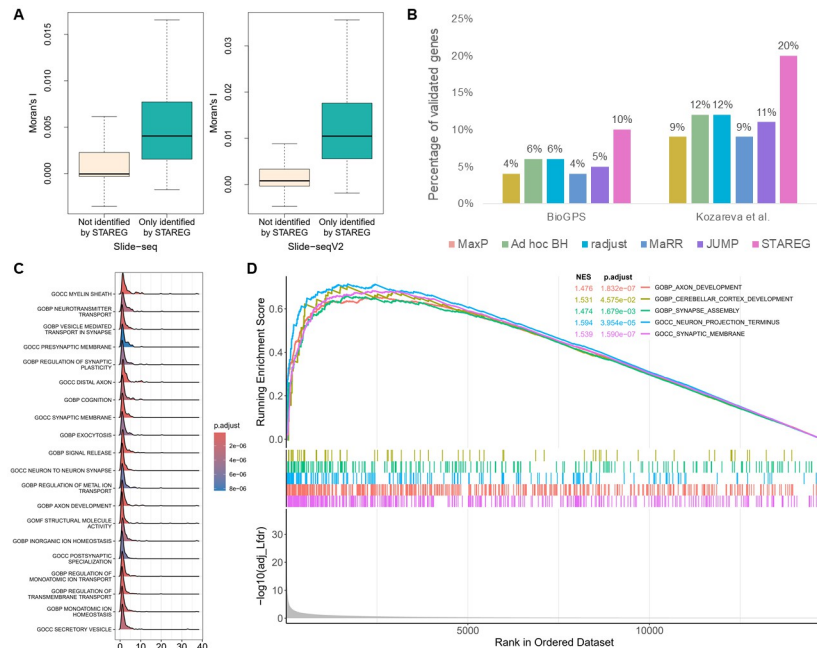 A
Moran's I
0.015
0.010
0.005
0.000
Not identified
by STAREG
Only identified
by STAREG
Slide-seq
Moran's I
0.03
0.02
0.01
0.00
Not identified
by STAREG
Only identified
by STAREG
Slide-seqV2
B
Percentage of validated genes
25%
20%
15%
10%
5%
0%
4%
6%
6%
4%
5%
10%
9%
12%
12%
9%
11%
20%
BioGPS
Kozareva et al.
MaxP
Ad hoc BH
radjust
MaRR
JUMP
STAREG
C
GOCC MYELIN SHEATH
GOBP NEUROTRANSMITTER
TRANSPORT
GOBP VESICLE MEDIATED
TRANSPORT IN SYNAPSE
GOCC PRESYNAPTIC MEMBRANE
GOBP REGULATION OF SYNAPTIC
PLASTICITY
GOCC DISTAL AXON
GOBP COGNITION
GOCC SYNAPTIC MEMBRANE
GOBP EXOCYTOSIS
GOBP SIGNAL RELEASE
GOCC NEURON TO NEURON SYNAPSE
GOBP REGULATION OF METAL ION
TRANSPORT
GOBP AXON DEVELOPMENT
GOMF STRUCTURAL MOLECULE
ACTIVITY
GOBP INORGANIC ION HOMEOSTASIS
GOCC POSTSYNAPTIC
SPECIALIZATION
GOBP REGULATION OF
MONOATOMIC ION TRANSPORT
GOBP REGULATION OF
TRANSMEMBRANE TRANSPORT
GOBP MONOATOMIC ION
HOMEOSTASIS
GOCC SECRETORY VESICLE
0 10 20 30 40
p.adjust
2e-06
4e-06
6e-06
8e-06
D
Running Enrichment Score
0.6
0.4
0.2
0.0
NES p.adjust
1.476 1.832e-07 GOBP_AXON_DEVELOPMENT
1.531 4.575e-02 GOBP_CEREBELLAR_CORTEX_DEVELOPMENT
1.474 1.679e-03 GOBP_SYNAPSE_ASSEMBLY
1.594 3.954e-05 GOCC_NEURON_PROJECTION_TERMINUS
1.539 1.590e-07 GOCC_SYNAPTIC_MEMBRANE
−log10(adj_Lfdr)
30
20
10
0
5000 10000
Rank in Ordered Dataset